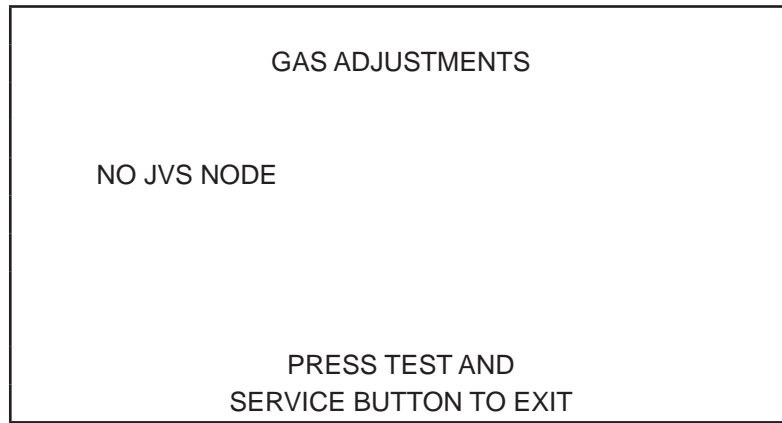 GAS ADJUSTMENTS
NO JVS NODE
PRESS TEST AND
SERVICE BUTTON TO EXIT